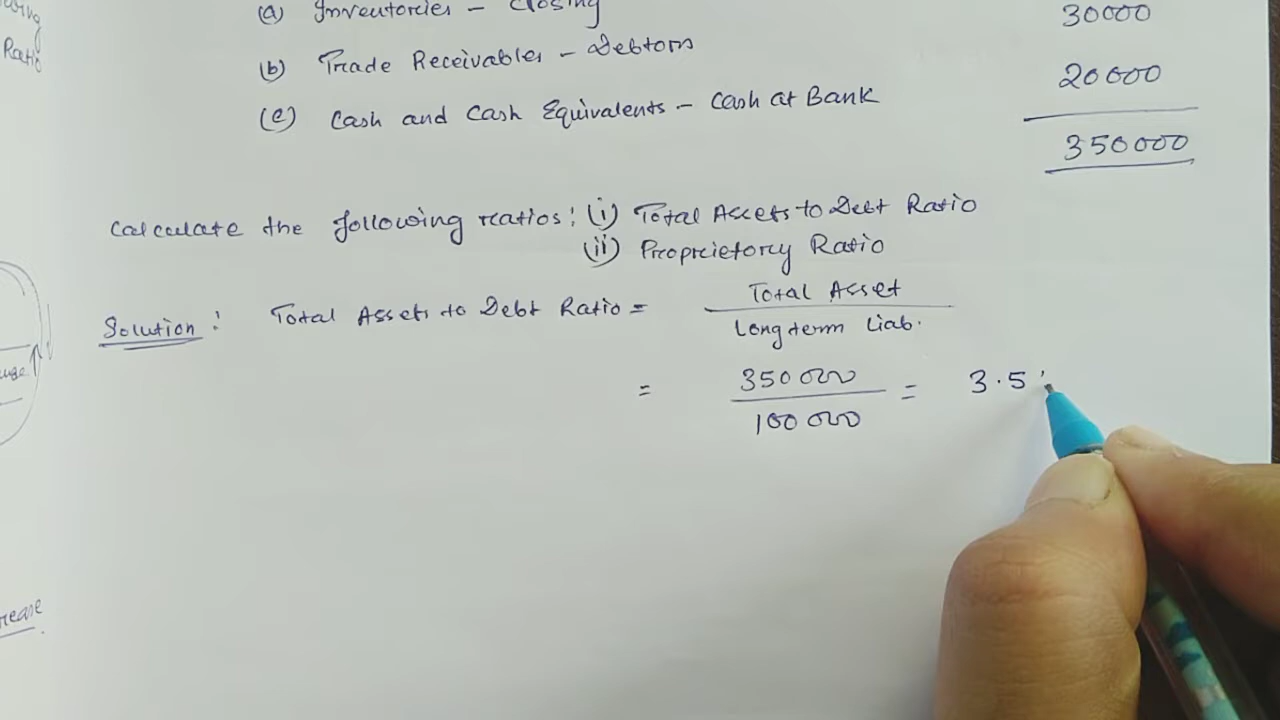 (a) Inventories - Closing
30000
(b) Trade Receivables - Debtors
20000
(c) Cash and Cash Equivalents - Cash at Bank
350000
Calculate the following ratios: (i) Total Assets to Debt Ratio
(ii) Proprietory Ratio
Solution: Total Assets to Debt Ratio = Total Asset
Long term Liab.
= 350000 = 3.5:
100000
Ratio